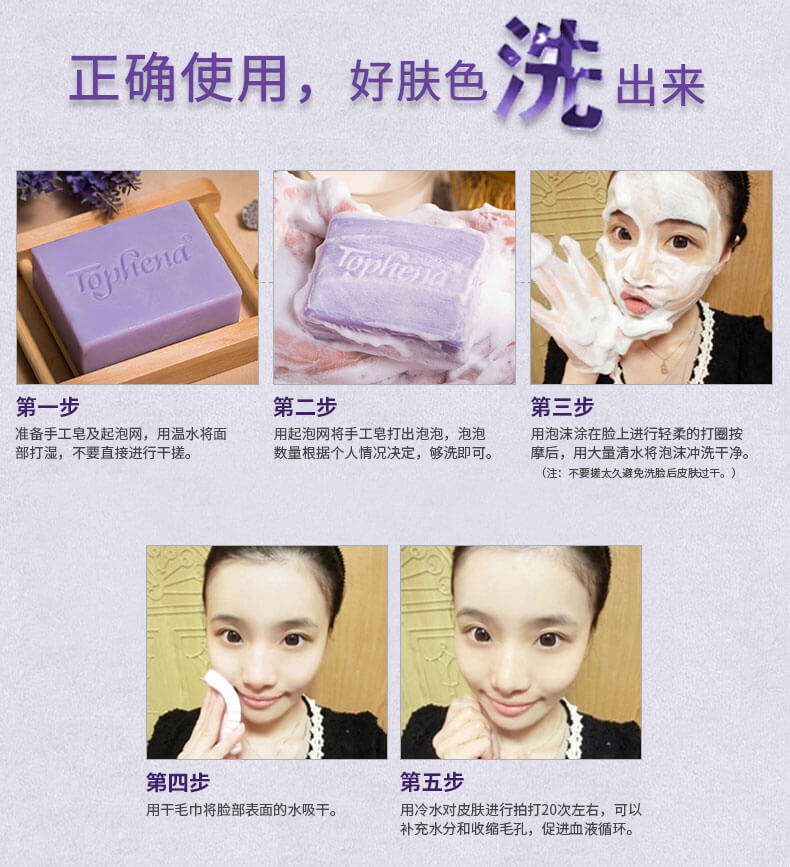 正确使用，好肤色洗出来
Tophena®
Tophena
第一步
准备手工皂及起泡网，用温水将面
部打湿，不要直接进行干搓。
第二步
用起泡网将手工皂打出泡泡，泡泡
数量根据个人情况决定，够洗即可。
第三步
用泡沫涂在脸上进行轻柔的打圈按
摩后，用大量清水将泡沫冲洗干净。
（注：不要搓太久避免洗脸后皮肤过干。）
第四步
用干毛巾将脸部表面的水吸干。
第五步
用冷水对皮肤进行拍打20次左右，可以
补充水分和收缩毛孔，促进血液循环。